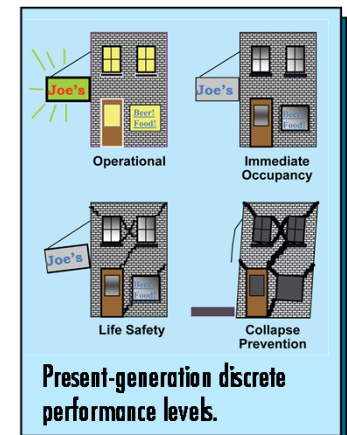 Joe's
Beer!
Food!
Operational
Joe's
Beer!
Food!
Immediate
Occupancy
Joe's
Beer!
Food!
Life Safety
Collapse
Prevention
Present-generation discrete
performance levels.